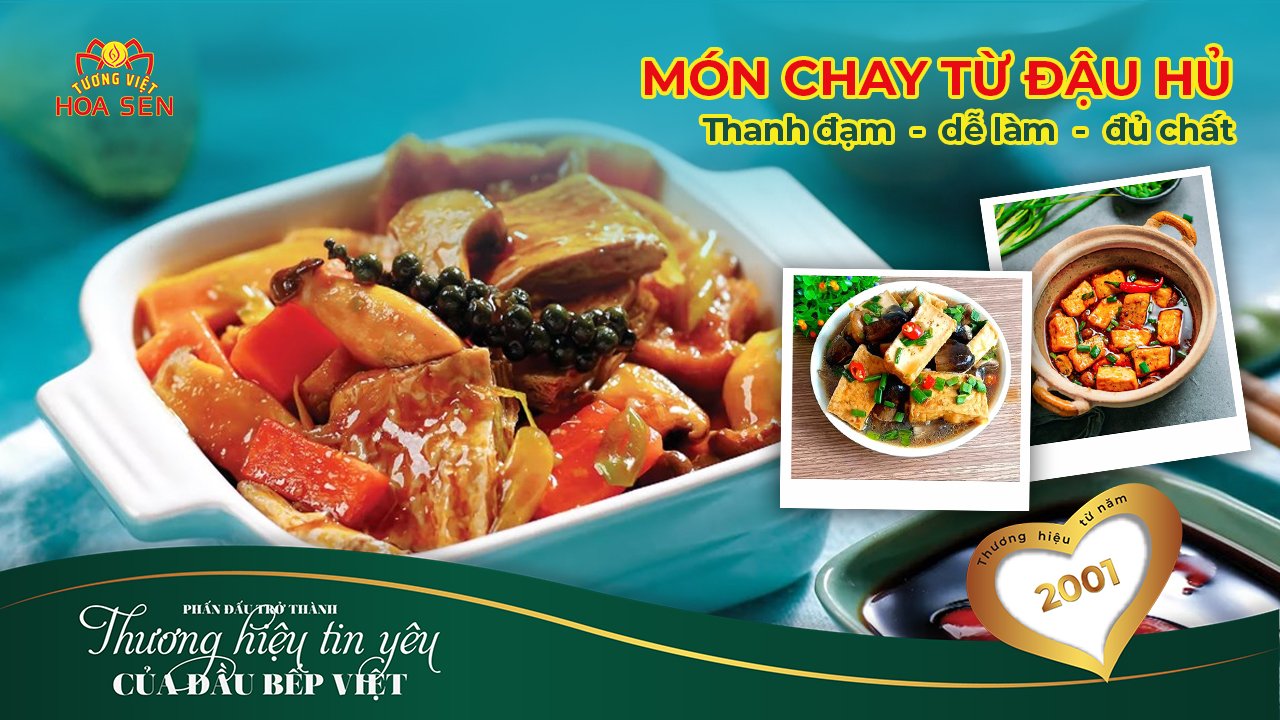 TƯƠNG VIỆT
HOA SEN
MÓN CHAY TỪ ĐẬU HỦ
Thanh đạm - dễ làm - đủ chất
Thương hiệu từ năm
2001
PHẤN ĐẤU TRỞ THÀNH
Thương hiệu tin yêu
CỦA ĐẦU BẾP VIỆT